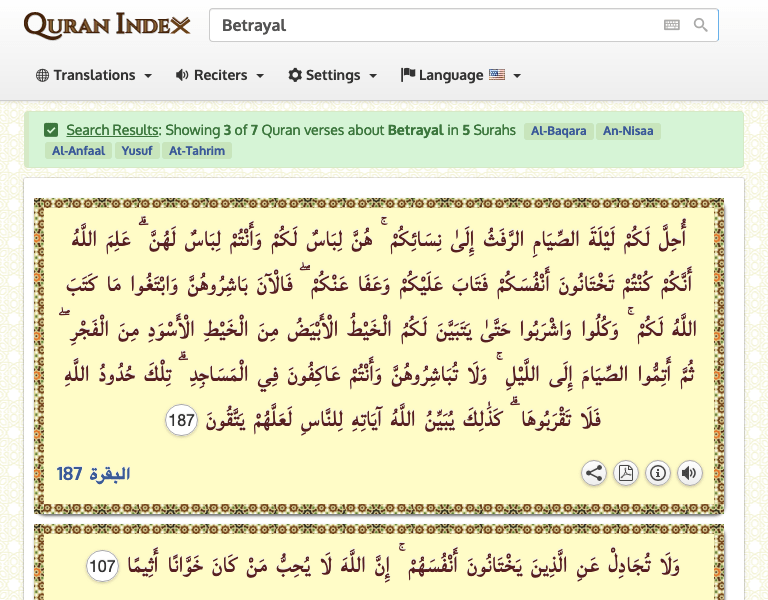 QURAN INDEX
Betrayal
Translations Reciters Settings Language
Search Results: Showing 3 of 7 Quran verses about Betrayal in 5 Surahs Al-Baqara An-Nisaa
Al-Anfaal Yusuf At-Tahrim
أُحِلَّ لَكُمْ لَيْلَةَ الصِّيَامِ الرَّفَثُ إِلَىٰ نِسَائِكُمْ ۚ هُنَّ لِبَاسٌ لَكُمْ وَأَنْتُمْ لِبَاسٌ لَهُنَّ ۗ عَلِمَ اللَّهُ
أَنَّكُمْ كُنْتُمْ تَخْتَانُونَ أَنْفُسَكُمْ فَتَابَ عَلَيْكُمْ وَعَفَا عَنْكُمْ ۖ فَالْآنَ بَاشِرُوهُنَّ وَابْتَغُوا مَا كَتَبَ
اللَّهُ لَكُمْ ۚ وَكُلُوا وَاشْرَبُوا حَتَّىٰ يَتَبَيَّنَ لَكُمُ الْخَيْطُ الْأَبْيَضُ مِنَ الْخَيْطِ الْأَسْوَدِ مِنَ الْفَجْرِ ۖ
ثُمَّ أَتِمُّوا الصِّيَامَ إِلَى اللَّيْلِ ۚ وَلَا تُبَاشِرُوهُنَّ وَأَنْتُمْ عَاكِفُونَ فِي الْمَسَاجِدِ ۗ تِلْكَ حُدُودُ اللَّهِ
فَلَا تَقْرَبُوهَا ۗ كَذَٰلِكَ يُبَيِّنُ اللَّهُ آيَاتِهِ لِلنَّاسِ لَعَلَّهُمْ يَتَّقُونَ 187
البقرة 187
وَلَا تُجَادِلْ عَنِ الَّذِينَ يَخْتَانُونَ أَنْفُسَهُمْ ۚ إِنَّ اللَّهَ لَا يُحِبُّ مَنْ كَانَ خَوَّانًا أَثِيمًا 107